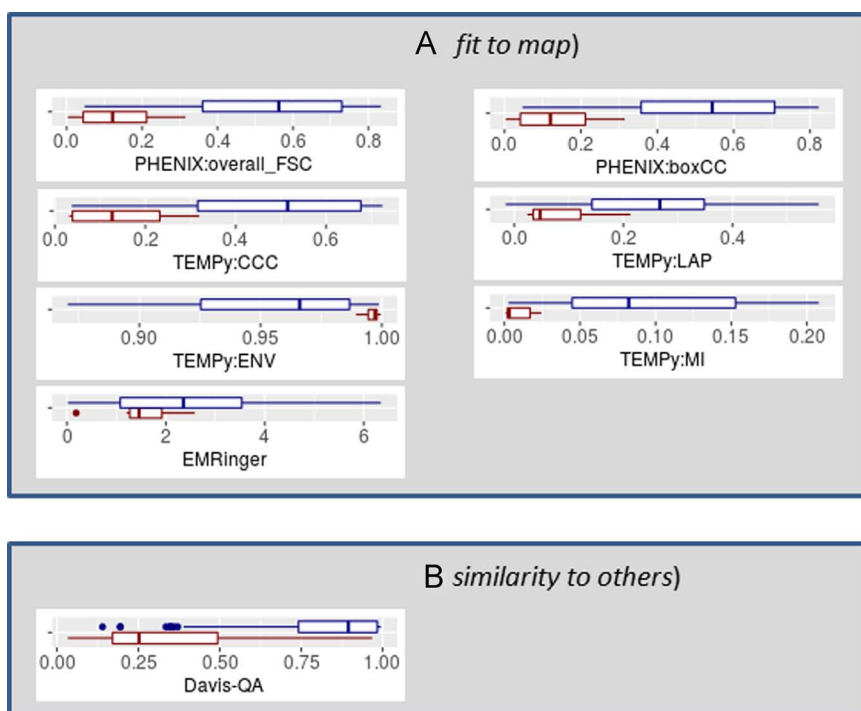 A fit to map)
0.0 0.2 0.4 0.6 0.8
PHENIX:overall_FSC
0.0 0.2 0.4 0.6 0.8
PHENIX:boxCC
0.0 0.2 0.4 0.6
TEMPy:CCC
0.0 0.2 0.4
TEMPy:LAP
0.90 0.95 1.00
TEMPy:ENV
0.00 0.05 0.10 0.15 0.20
TEMPy:MI
0 2 4 6
EMRinger
B similarity to others)
0.00 0.25 0.50 0.75 1.00
Davis-QA